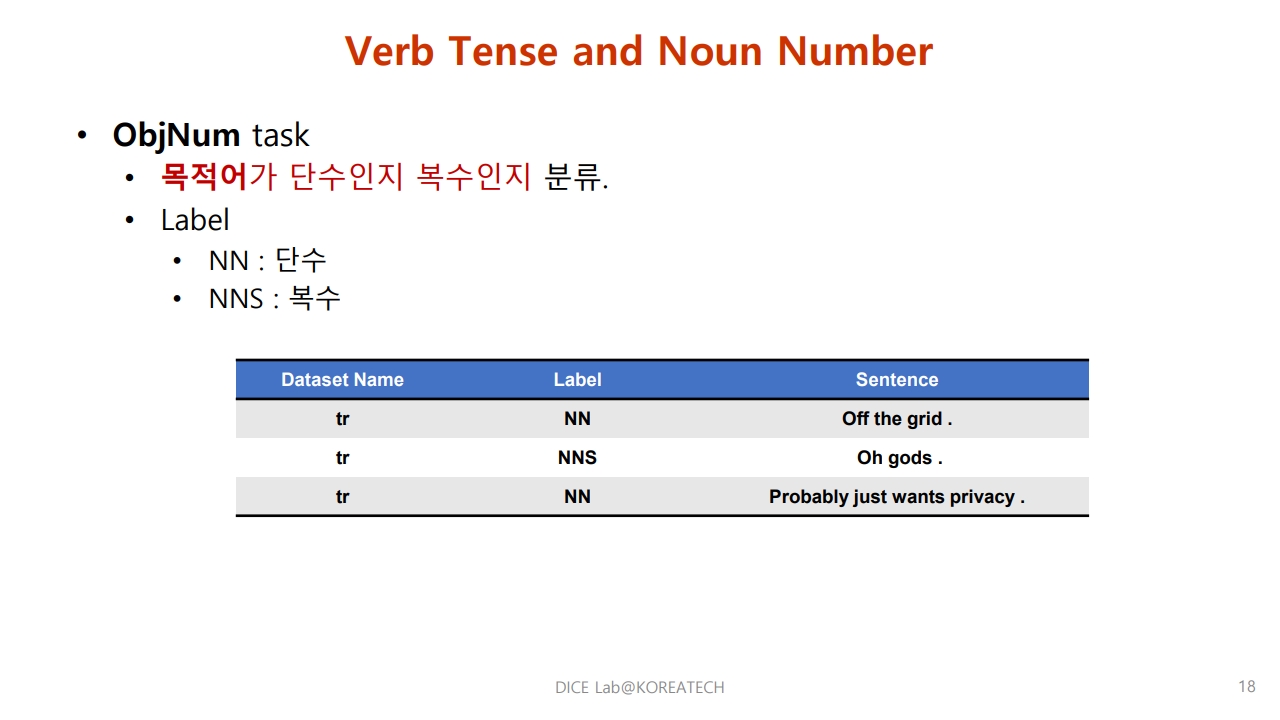 Verb Tense and Noun Number
• ObjNum task
• 목적어가 단수인지 복수인지 분류.
• Label
• NN : 단수
• NNS : 복수
Dataset Name Label Sentence
tr NN Off the grid .
tr NNS Oh gods .
tr NN Probably just wants privacy .
DICE Lab@KOREATECH 18